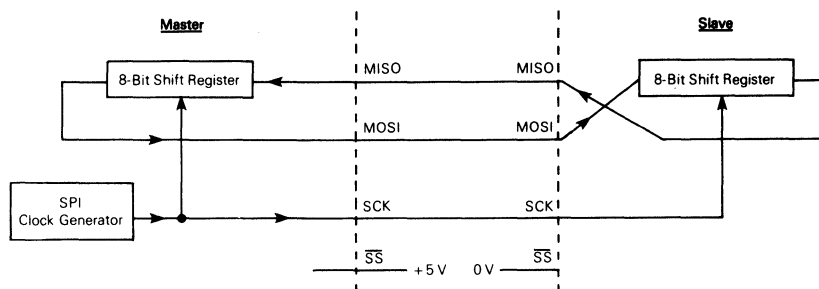 Master
Slave
8-Bit Shift Register
MISO
MISO
8-Bit Shift Register
MOSI
MOSI
SPI
Clock Generator
SCK
SCK
SS
+5 V
0 V
SS